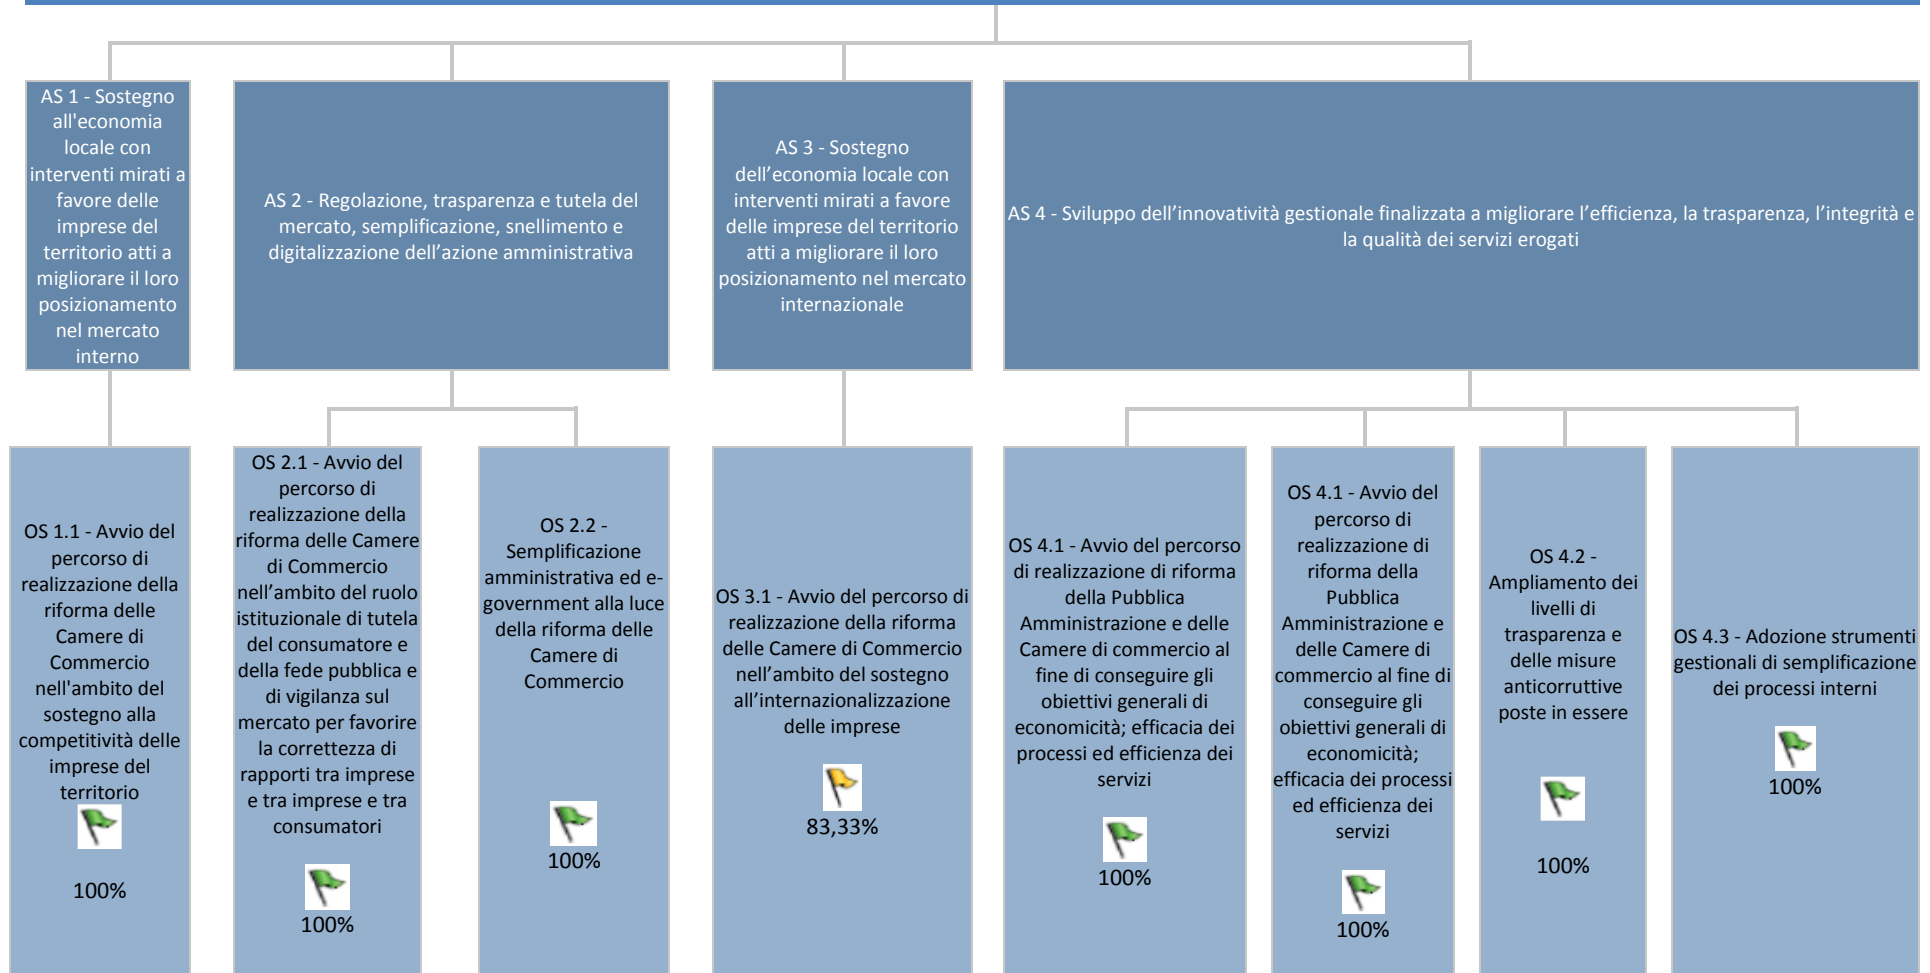 AS 1 - Sostegno
all'economia
locale con
interventi mirati a
favore delle
imprese del
territorio atti a
migliorare il loro
posizionamento
nel mercato
interno
AS 2 - Regolazione, trasparenza e tutela del
mercato, semplificazione, snellimento e
digitalizzazione dell’azione amministrativa
AS 3 - Sostegno
dell’economia locale con
interventi mirati a favore
delle imprese del territorio
atti a migliorare il loro
posizionamento nel mercato
internazionale
AS 4 - Sviluppo dell’innovatività gestionale finalizzata a migliorare l’efficienza, la trasparenza, l’integrità e
la qualità dei servizi erogati
OS 1.1 - Avvio del
percorso di
realizzazione della
riforma delle
Camere di
Commercio
nell'ambito del
sostegno alla
competitività delle
imprese del
territorio
100%
OS 2.1 - Avvio del
percorso di
realizzazione della
riforma delle Camere
di Commercio
nell’ambito del ruolo
istituzionale di tutela
del consumatore e
della fede pubblica e
di vigilanza sul
mercato per favorire
la correttezza di
rapporti tra imprese
e tra imprese e tra
consumatori
100%
OS 2.2 -
Semplificazione
amministrativa ed e-
government alla luce
della riforma delle
Camere di
Commercio
100%
OS 3.1 - Avvio del percorso di
realizzazione della riforma
delle Camere di Commercio
nell’ambito del sostegno
all’internazionalizzazione
delle imprese
83,33%
OS 4.1 - Avvio del percorso
di realizzazione di riforma
della Pubblica
Amministrazione e delle
Camere di commercio al
fine di conseguire gli
obiettivi generali di
economicità; efficacia dei
processi ed efficienza dei
servizi
100%
OS 4.1 - Avvio del
percorso di
realizzazione di
riforma della
Pubblica
Amministrazione e
delle Camere di
commercio al fine di
conseguire gli
obiettivi generali di
economicità;
efficacia dei processi
ed efficienza dei
servizi
100%
OS 4.2 -
Ampliamento dei
livelli di
trasparenza e
delle misure
anticorruttive
poste in essere
100%
OS 4.3 - Adozione strumenti
gestionali di semplificazione
dei processi interni
100%